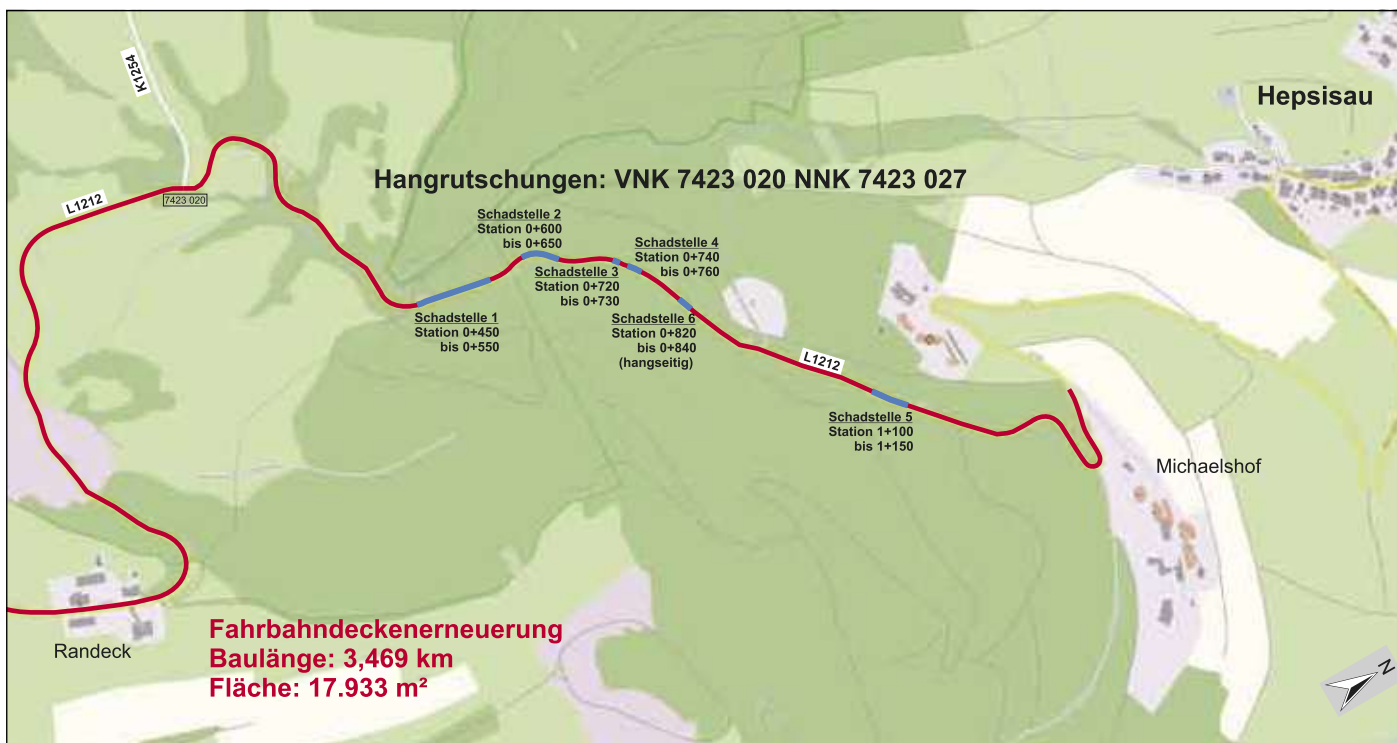 K1254
Hepsisau
Hangrutschungen: VNK 7423 020 NNK 7423 027
L1212
7423 020
Schadstelle 2
Station 0+600
bis 0+650
Schadstelle 4
Station 0+740
bis 0+760
Schadstelle 3
Station 0+720
bis 0+730
Schadstelle 1
Station 0+450
bis 0+550
Schadstelle 6
Station 0+820
bis 0+840
(hangseitig)
L1212
Schadstelle 5
Station 1+100
bis 1+150
Michaelshof
Fahrbahndeckenerneuerung
Baulänge: 3,469 km
Fläche: 17.933 m²
Randeck
N